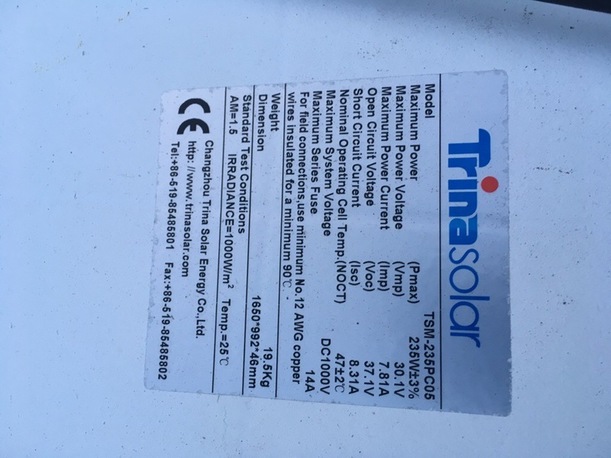 Trinasolar
Model TSM-235PC05
Maximum Power (Pmax) 235W±3%
Maximum Power Voltage (Vmp) 30.1V
Maximum Power Current (Imp) 7.81A
Open Circuit Voltage (Voc) 37.1V
Short Circuit Current (Isc) 8.31A
Nominal Operating Cell Temp.(NOCT) 47±2℃
Maximum System Voltage DC1000V
Maximum Series Fuse 14A
For field connections,use minimum No.12 AWG copper
wires insulated for a minimum 90℃.
Weight 19.5Kg
Dimension 1650*992*46mm
Standard Test Conditions
AM=1.5 IRRADIANCE=1000W/m² Temp.=25℃
CE
Changzhou Trina Solar Energy Co.,Ltd.
http://www.trinasolar.com
Tel:+86-519-85485801 Fax:+86-519-85485802